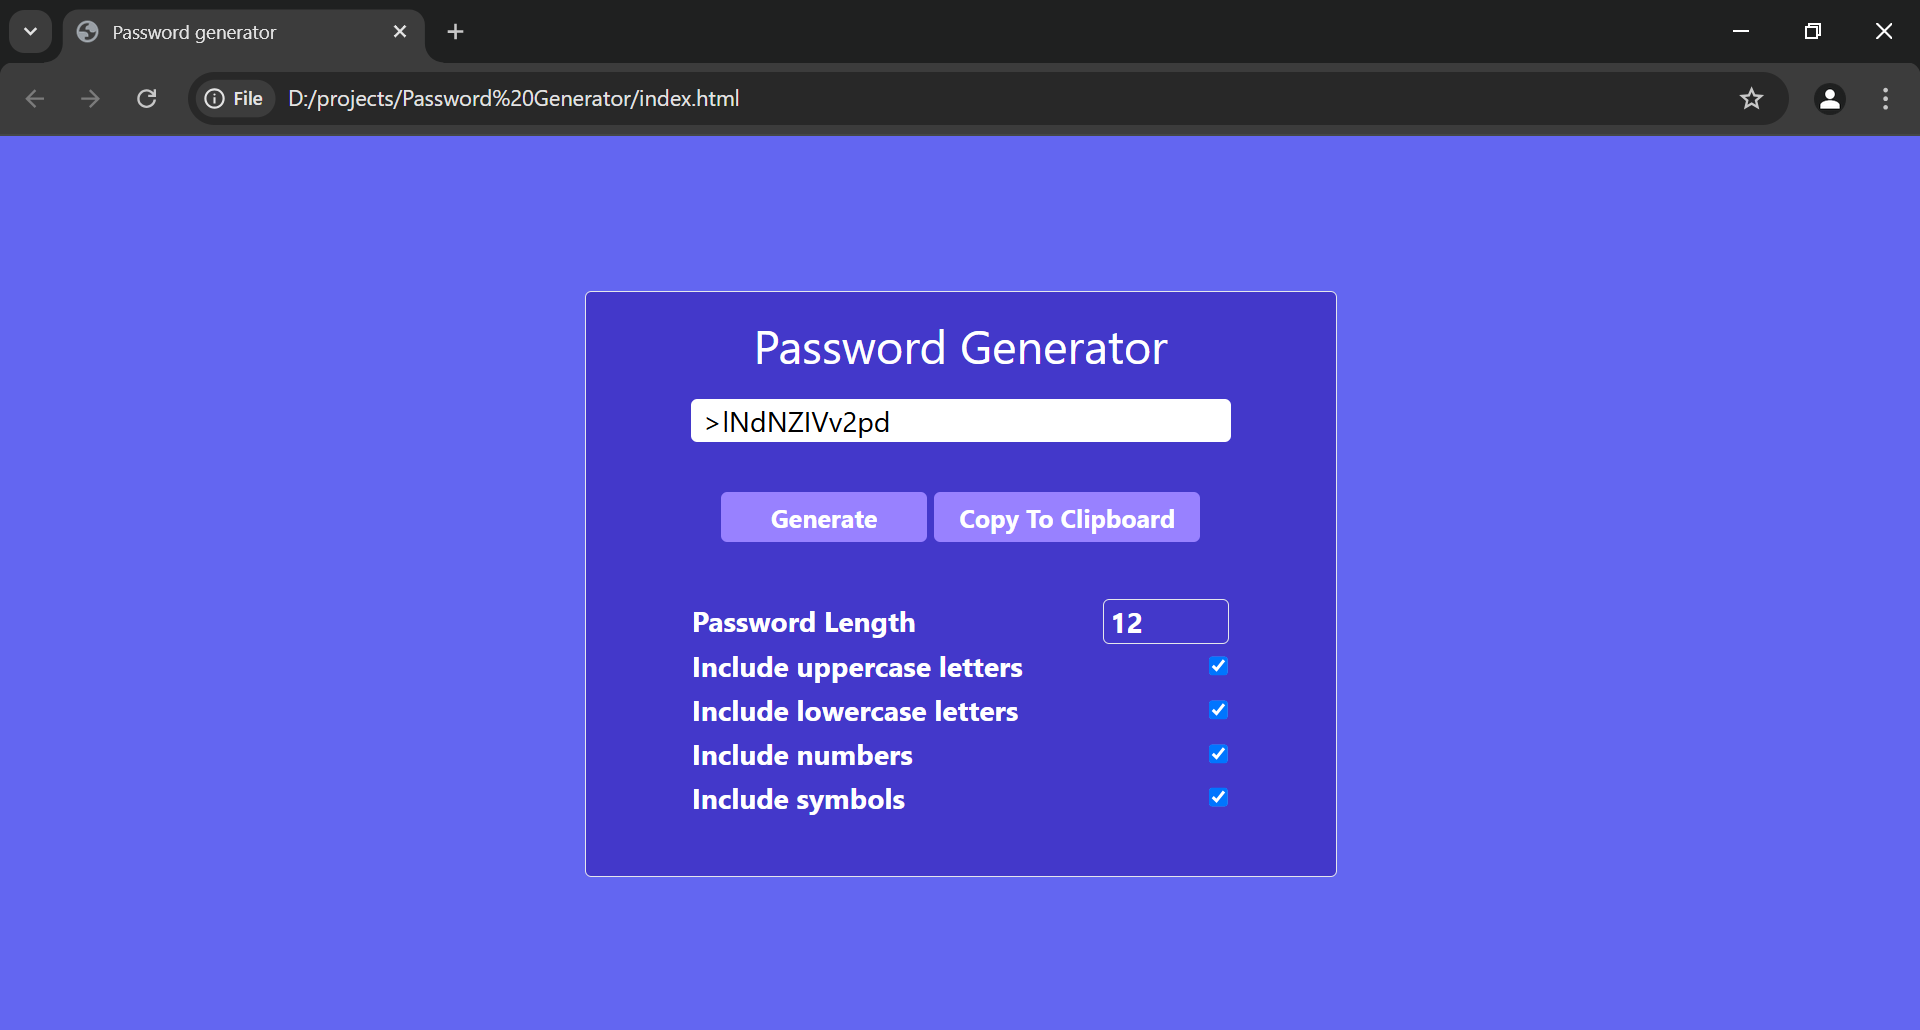 Password generator
File D:/projects/Password%20Generator/index.html
Password Generator
>lNdNZIVv2pd
Generate Copy To Clipboard
Password Length 12
Include uppercase letters
Include lowercase letters
Include numbers
Include symbols